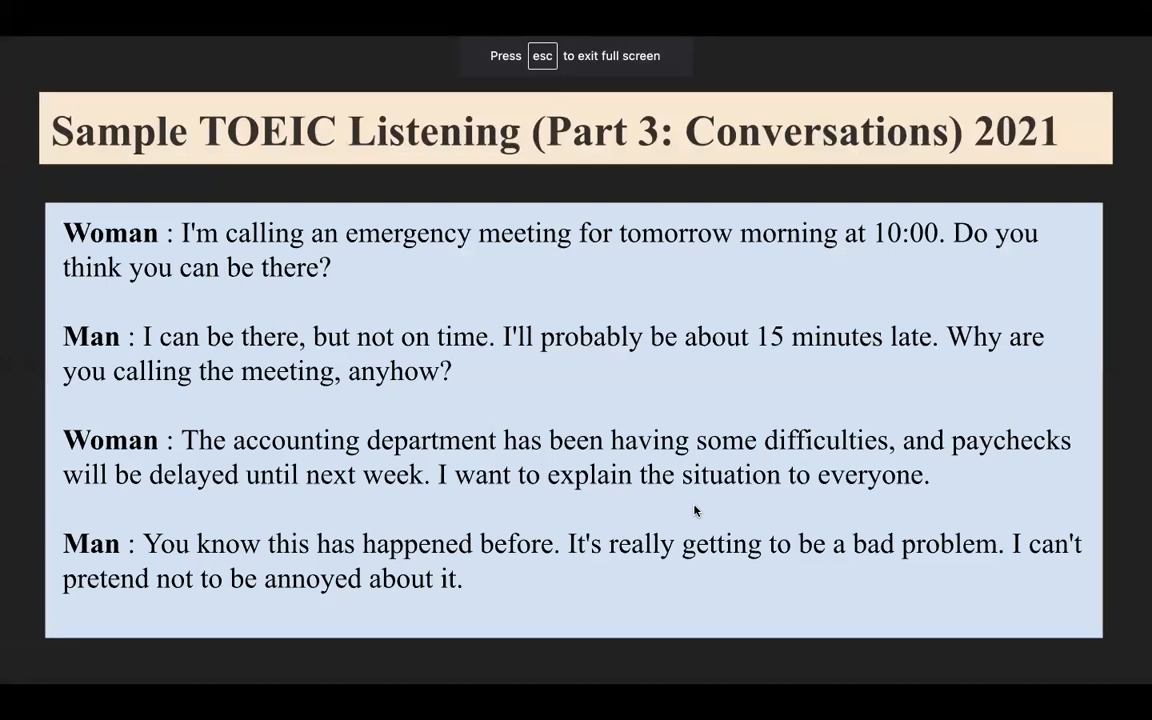 Press esc to exit full screen
Sample TOEIC Listening (Part 3: Conversations) 2021
Woman : I'm calling an emergency meeting for tomorrow morning at 10:00. Do you
think you can be there?
Man : I can be there, but not on time. I'll probably be about 15 minutes late. Why are
you calling the meeting, anyhow?
Woman : The accounting department has been having some difficulties, and paychecks
will be delayed until next week. I want to explain the situation to everyone.
Man : You know this has happened before. It's really getting to be a bad problem. I can't
pretend not to be annoyed about it.